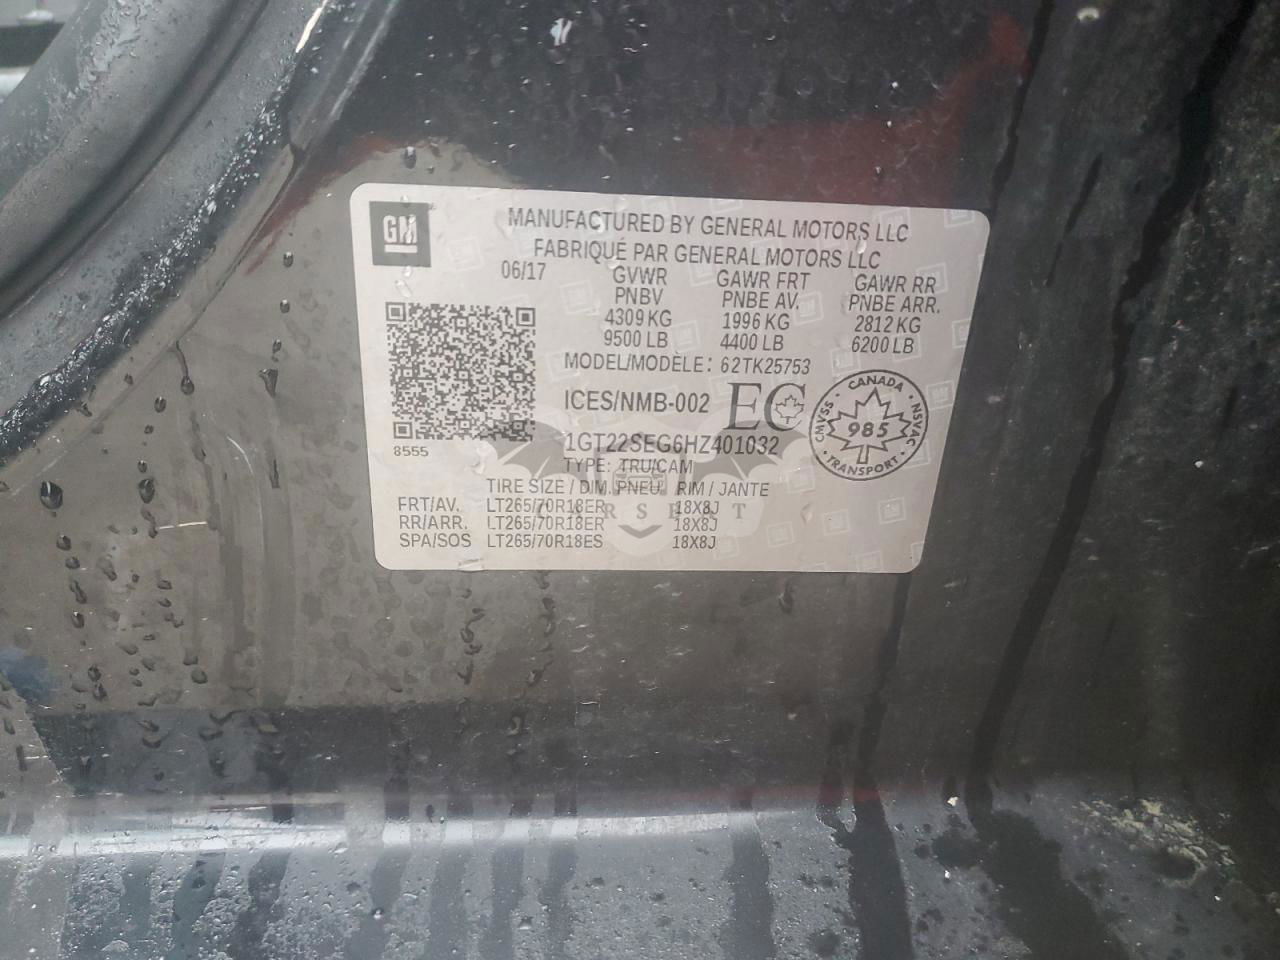 GM
MANUFACTURED BY GENERAL MOTORS LLC
FABRIQUÉ PAR GENERAL MOTORS LLC
06/17 GVWR GAWR FRT GAWR RR
PNBV PNBE AV. PNBE ARR.
4309 KG 1996 KG 2812 KG
9500 LB 4400 LB 6200 LB
MODEL/MODÈLE: 62TK25753
ICES/NMB-002 EC
CANADA
CMVSS 985 NSVAC
TRANSPORT
8555
1GT22SEG6HZ401032
TYPE: TRU/CAM
TIRE SIZE / DIM. PNEU RIM / JANTE
FRT/AV. LT265/70R18ER 18X8J
RR/ARR. LT265/70R18ER 18X8J
SPA/SOS LT265/70R18ES 18X8J